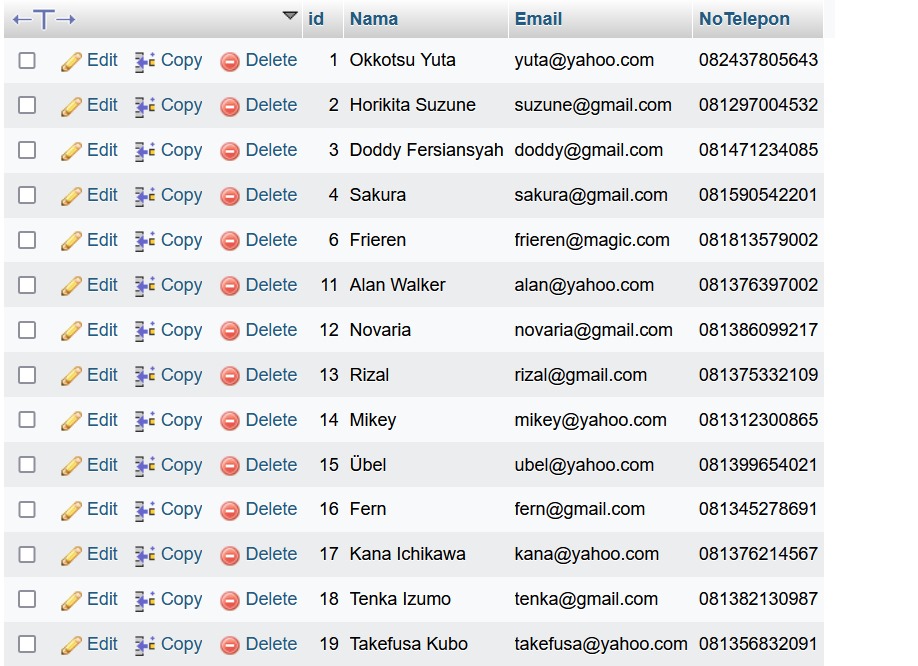 ←T→ id Nama Email NoTelepon
Edit Copy Delete 1 Okkotsu Yuta yuta@yahoo.com 082437805643
Edit Copy Delete 2 Horikita Suzune suzune@gmail.com 081297004532
Edit Copy Delete 3 Doddy Fersiansyah doddy@gmail.com 081471234085
Edit Copy Delete 4 Sakura sakura@gmail.com 081590542201
Edit Copy Delete 6 Frieren frieren@magic.com 081813579002
Edit Copy Delete 11 Alan Walker alan@yahoo.com 081376397002
Edit Copy Delete 12 Novaria novaria@gmail.com 081386099217
Edit Copy Delete 13 Rizal rizal@gmail.com 081375332109
Edit Copy Delete 14 Mikey mikey@yahoo.com 081312300865
Edit Copy Delete 15 Übel ubel@yahoo.com 081399654021
Edit Copy Delete 16 Fern fern@gmail.com 081345278691
Edit Copy Delete 17 Kana Ichikawa kana@yahoo.com 081376214567
Edit Copy Delete 18 Tenka Izumo tenka@gmail.com 081382130987
Edit Copy Delete 19 Takefusa Kubo takefusa@yahoo.com 081356832091